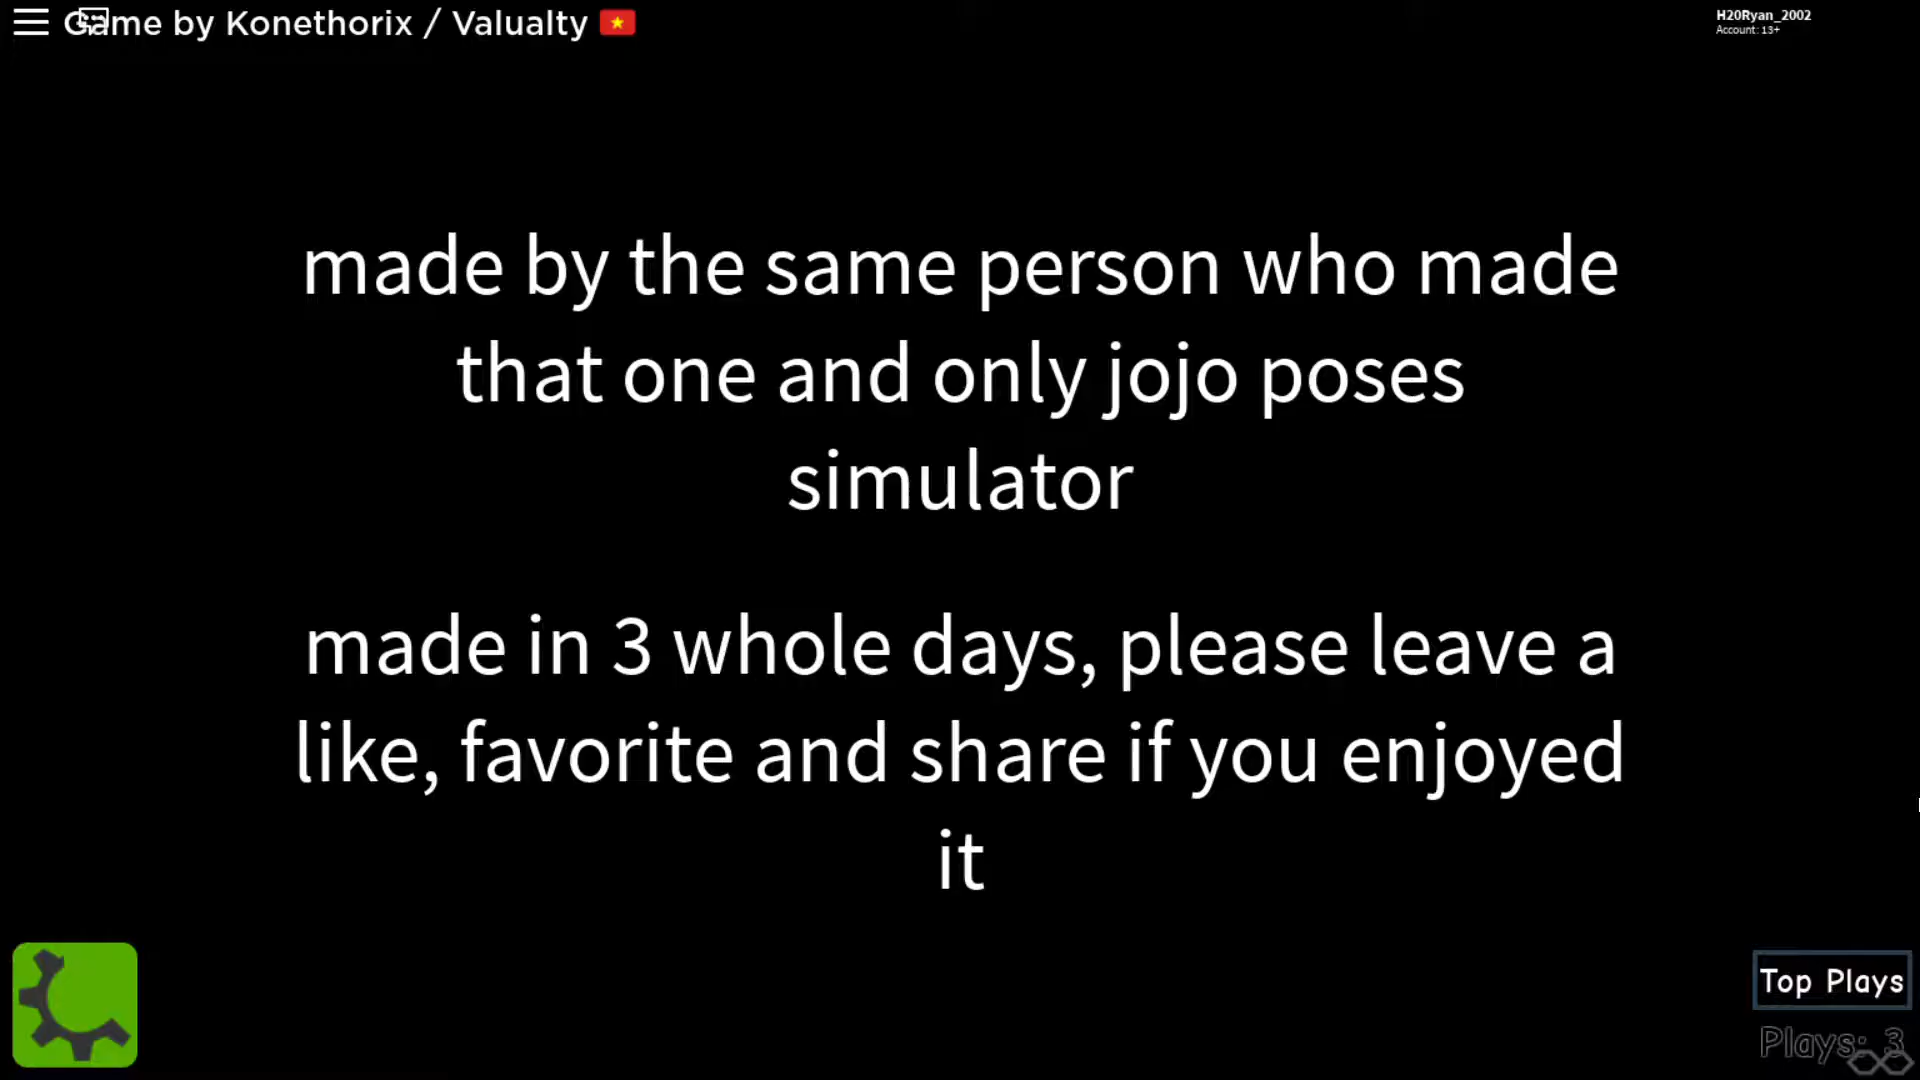 Game by Konethorix / Valualty
H20Ryan_2002
Account: 13+
made by the same person who made
that one and only jojo poses
simulator
made in 3 whole days, please leave a
like, favorite and share if you enjoyed
it
Top Plays
Plays: 3